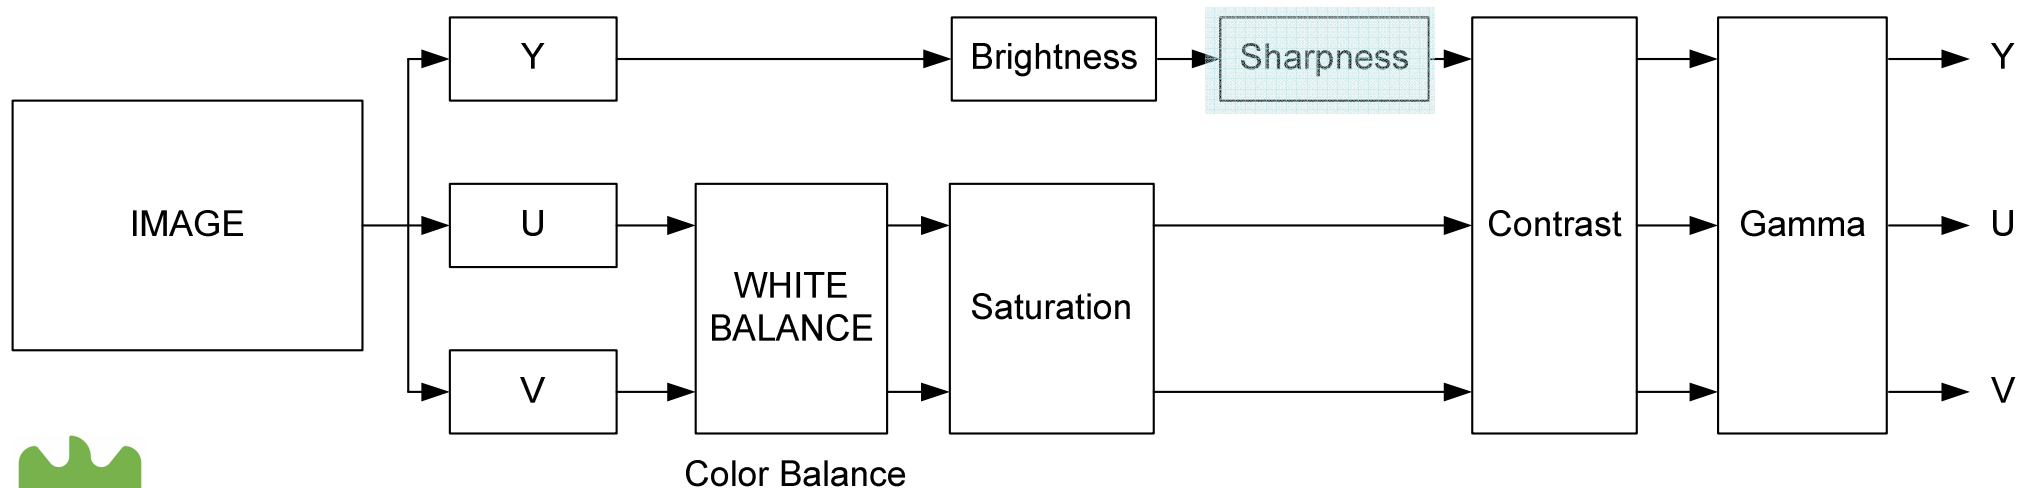 IMAGE
Y
U
V
WHITE
BALANCE
Color Balance
Brightness
Saturation
Sharpness
Contrast
Gamma
Y
U
V